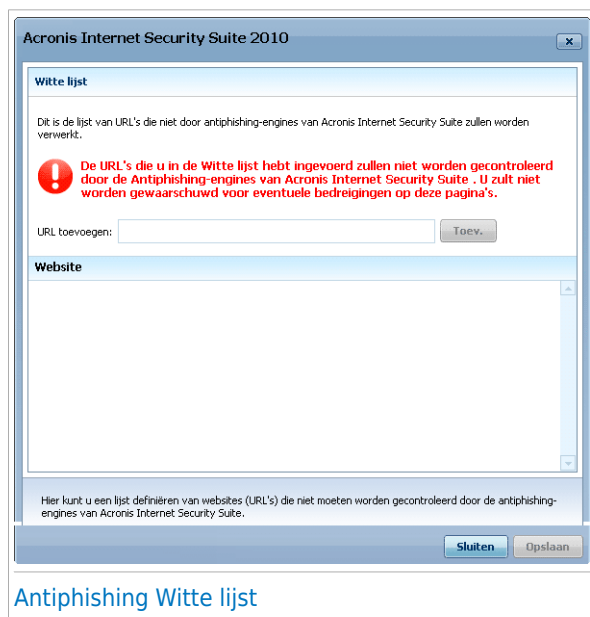 Acronis Internet Security Suite 2010
Witte lijst
Dit is de lijst van URL's die niet door antiphishing-engines van Acronis Internet Security Suite zullen worden
verwerkt.
De URL's die u in de Witte lijst hebt ingevoerd zullen niet worden gecontroleerd
door de Antiphishing-engines van Acronis Internet Security Suite . U zult niet
worden gewaarschuwd voor eventuele bedreigingen op deze pagina's.
URL toevoegen:
Toev.
Website
Hier kunt u een lijst definiëren van websites (URL's) die niet moeten worden gecontroleerd door de antiphishing-
engines van Acronis Internet Security Suite.
Sluiten
Opslaan
Antiphishing Witte lijst